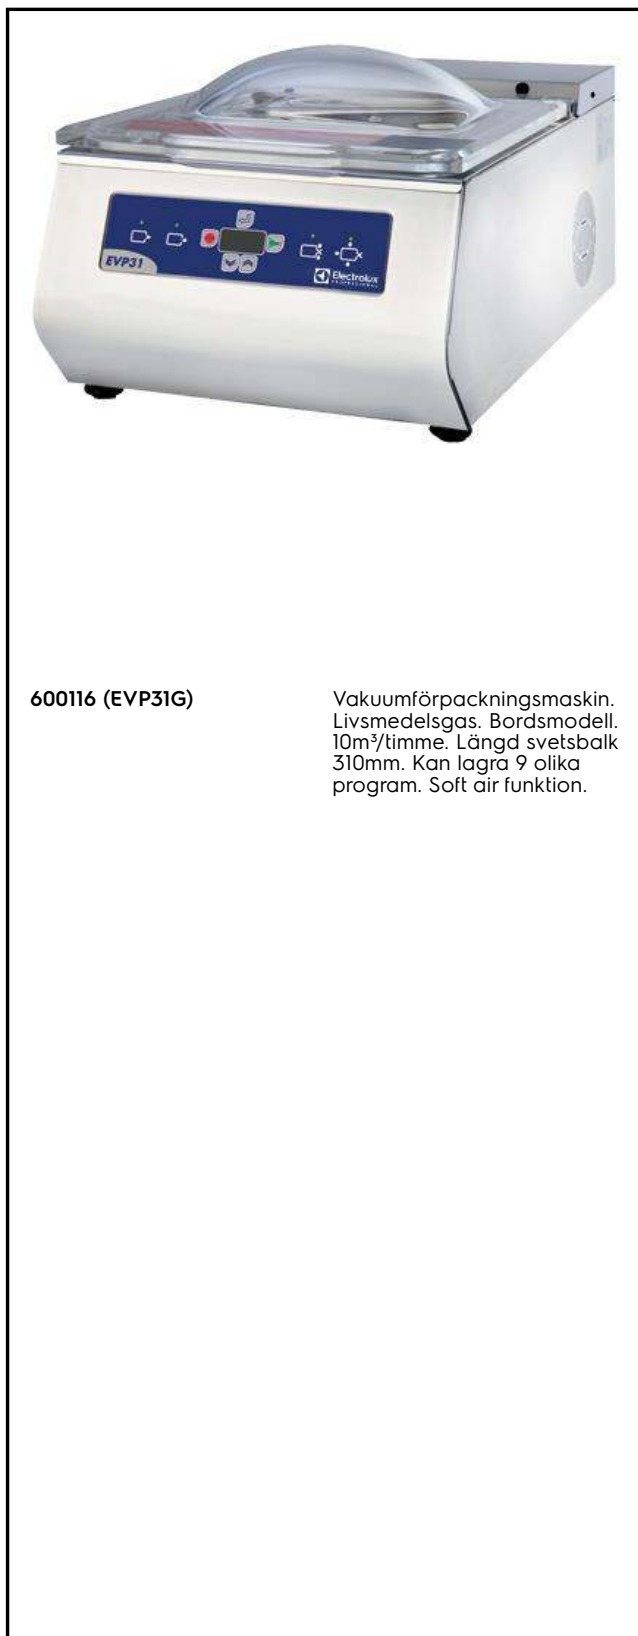 EVP31
Electrolux
PROFESSIONAL
600116 (EVP31G)
Vakuumförpackningsmaskin.
Livsmedelsgas. Bordsmodell.
10m³/timme. Längd svetsbalk
310mm. Kan lagra 9 olika
program. Soft air funktion.